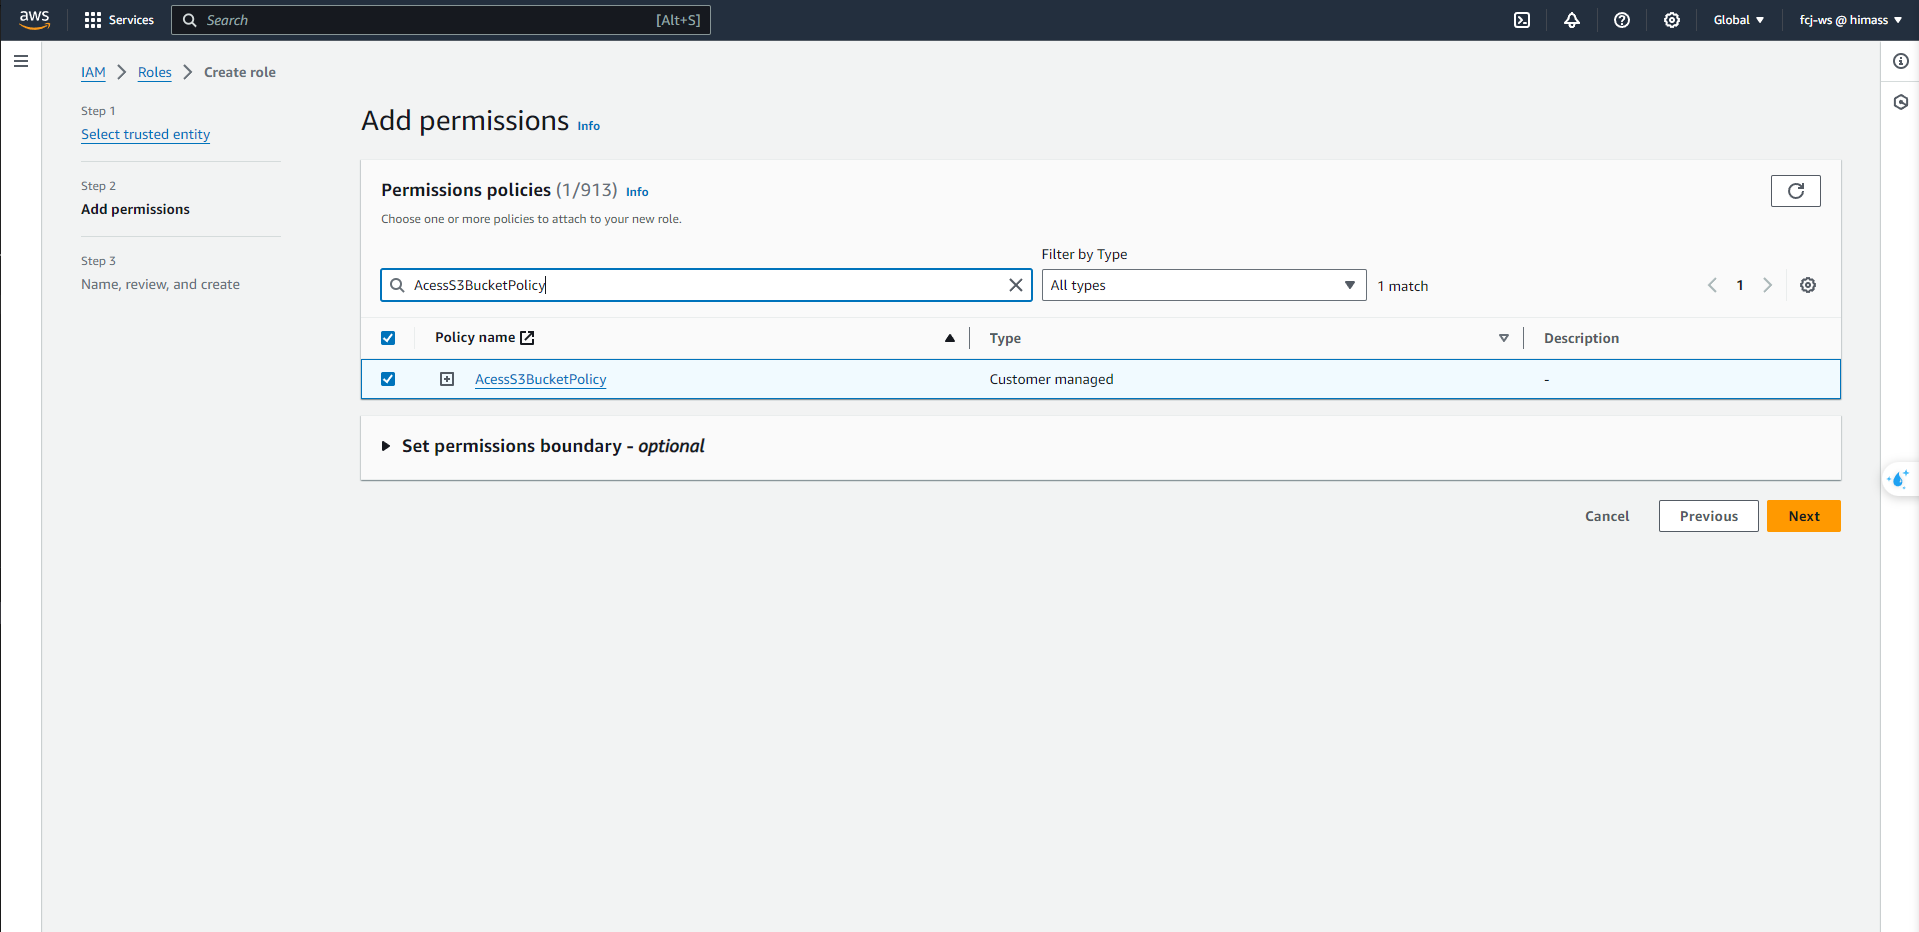 aws Services Search [Alt+S] Global fcj-ws @ himass
IAM Roles Create role
Step 1
Select trusted entity
Step 2
Add permissions
Step 3
Name, review, and create
Add permissions Info
Permissions policies (1/913) Info
Choose one or more policies to attach to your new role.
Filter by Type
AcessS3BucketPolicy All types 1 match 1
Policy name Type Description
AcessS3BucketPolicy Customer managed -
Set permissions boundary - optional
Cancel Previous Next